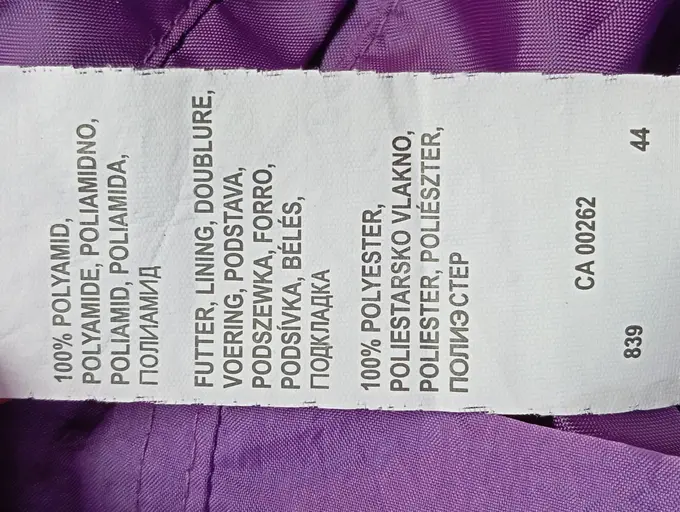 100% POLYAMID,
POLYAMIDE, POLIAMIDNO,
POLIAMID, POLIAMIDA,
ПОЛИАМИД
FUTTER, LINING, DOUBLURE,
VOERING, PODSTAVA,
PODSZEWKA, FORRO,
PODSÍVKA, BÉLÉS,
ПОДКЛАДКА
100% POLYESTER,
POLIESTARSKO VLAKNO,
POLIESTER, POLIÉSZTER,
ПОЛИЭСТЕР
CA 00262
839 44